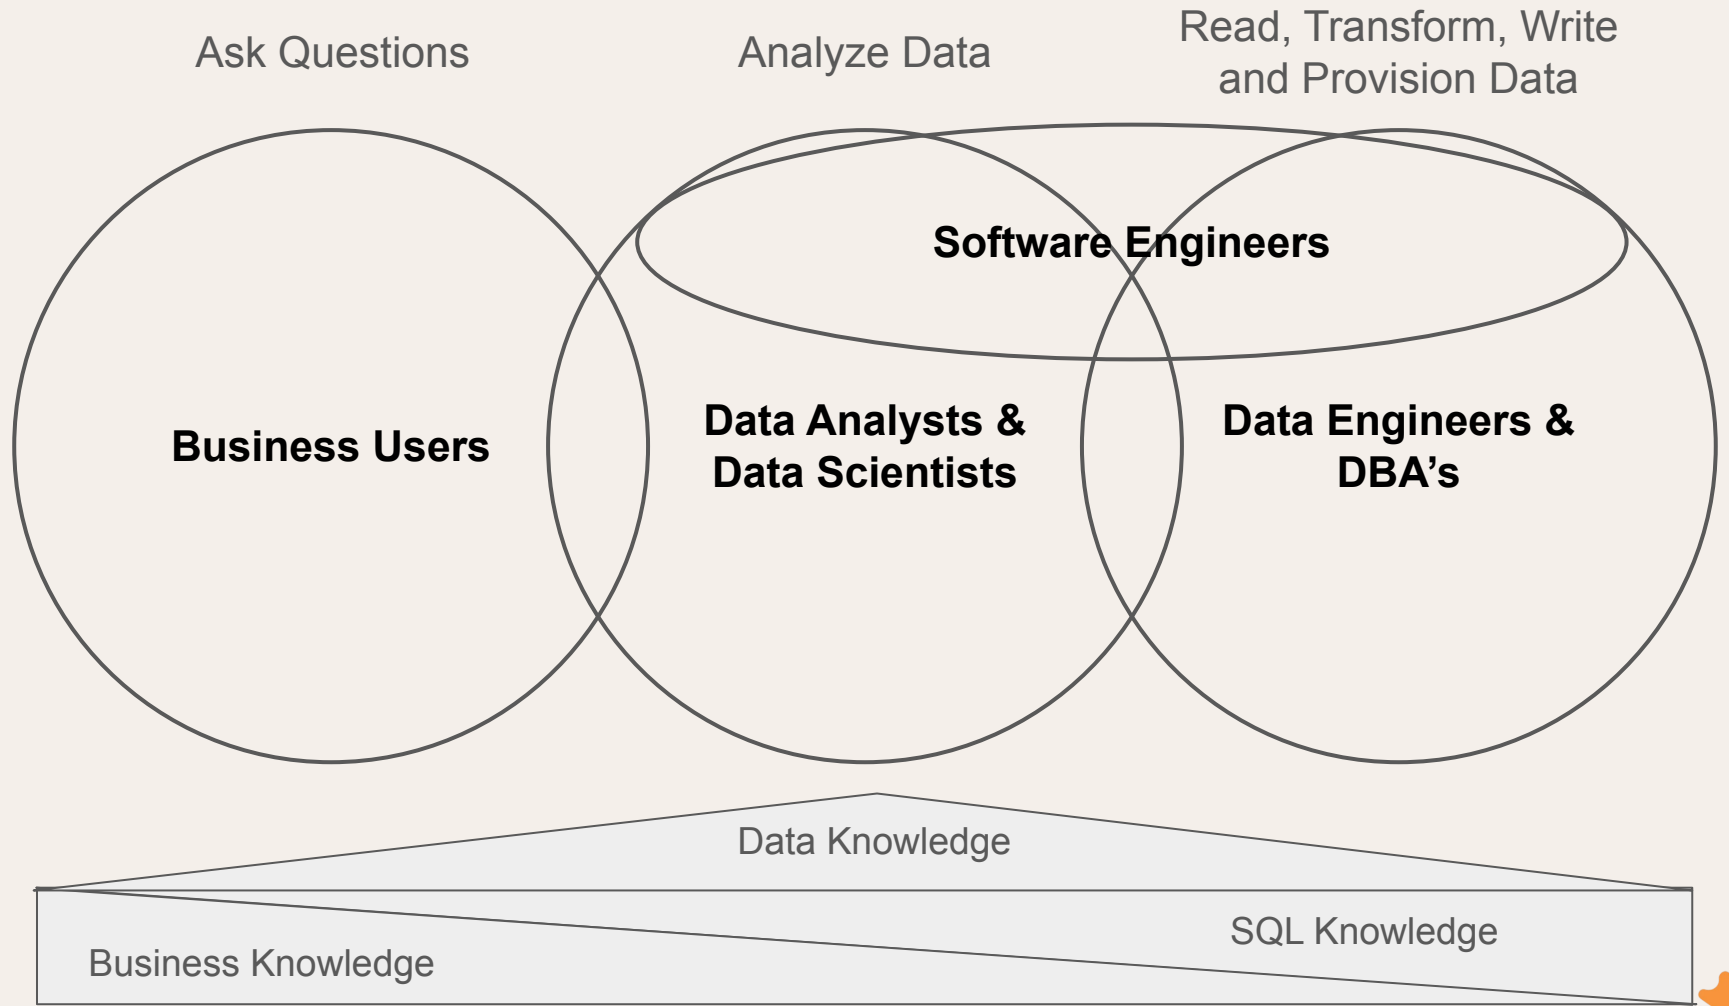 Ask Questions
Analyze Data
Read, Transform, Write
and Provision Data
Software Engineers
Business Users
Data Analysts &
Data Scientists
Data Engineers &
DBA's
Data Knowledge
SQL Knowledge
Business Knowledge